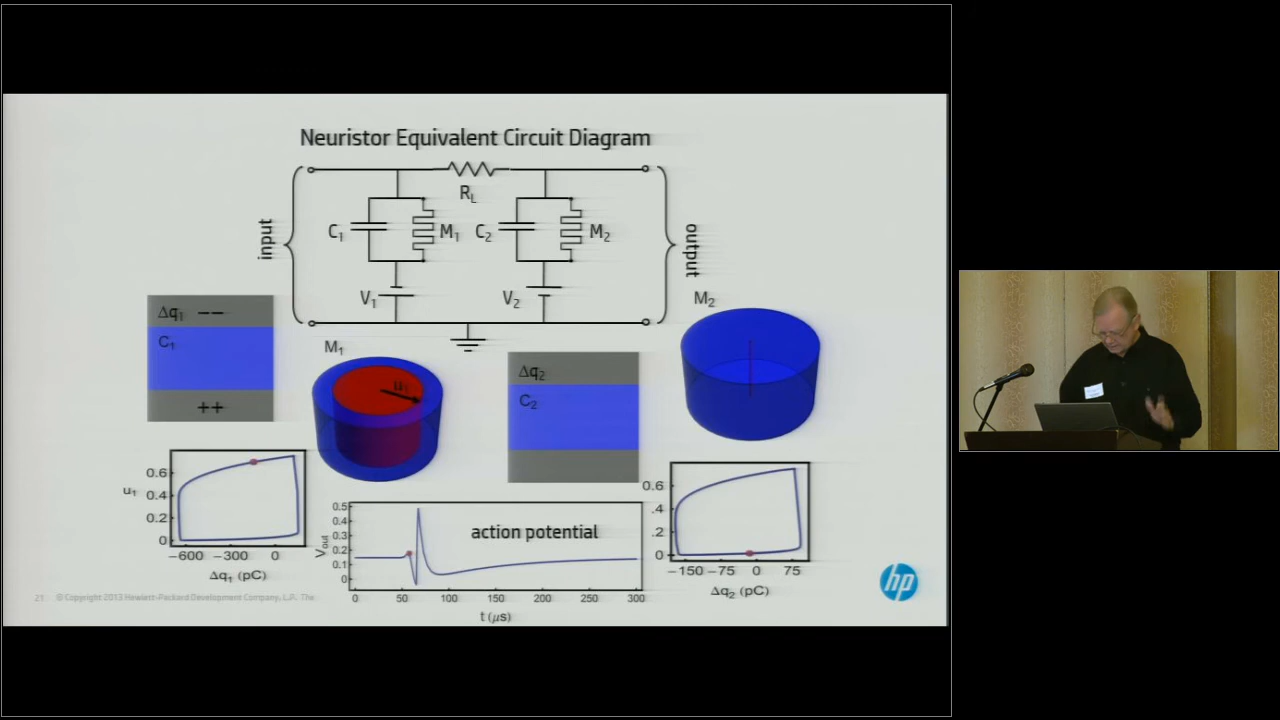 Neuristor Equivalent Circuit Diagram
R_L
input
C₁
M₁
C₂
M₂
output
V₁
V₂
Δq₁ −−
C₁
++
M₁
u₁
Δq₂
C₂
M₂
u₁
0.6
0.4
0.2
0
−600 −300 0
Δq₁ (pC)
V_out
0.5
0.4
0.3
0.2
0.1
0
action potential
0 50 100 150 200 250 300
t (μs)
0.6
.4
.2
0
−150 −75 0 75
Δq₂ (pC)
hp
21 © Copyright 2013 Hewlett-Packard Development Company, L.P. The